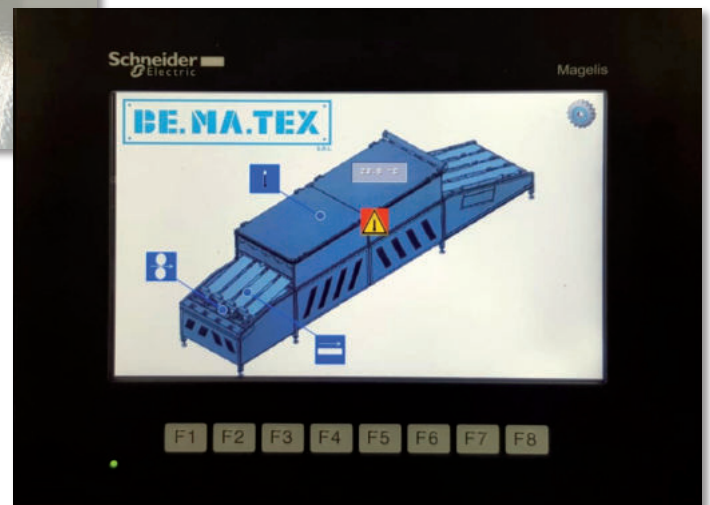 Schneider
Electric
Magelis
BE.MA.TEX
S.R.L.
F1 F2 F3 F4 F5 F6 F7 F8